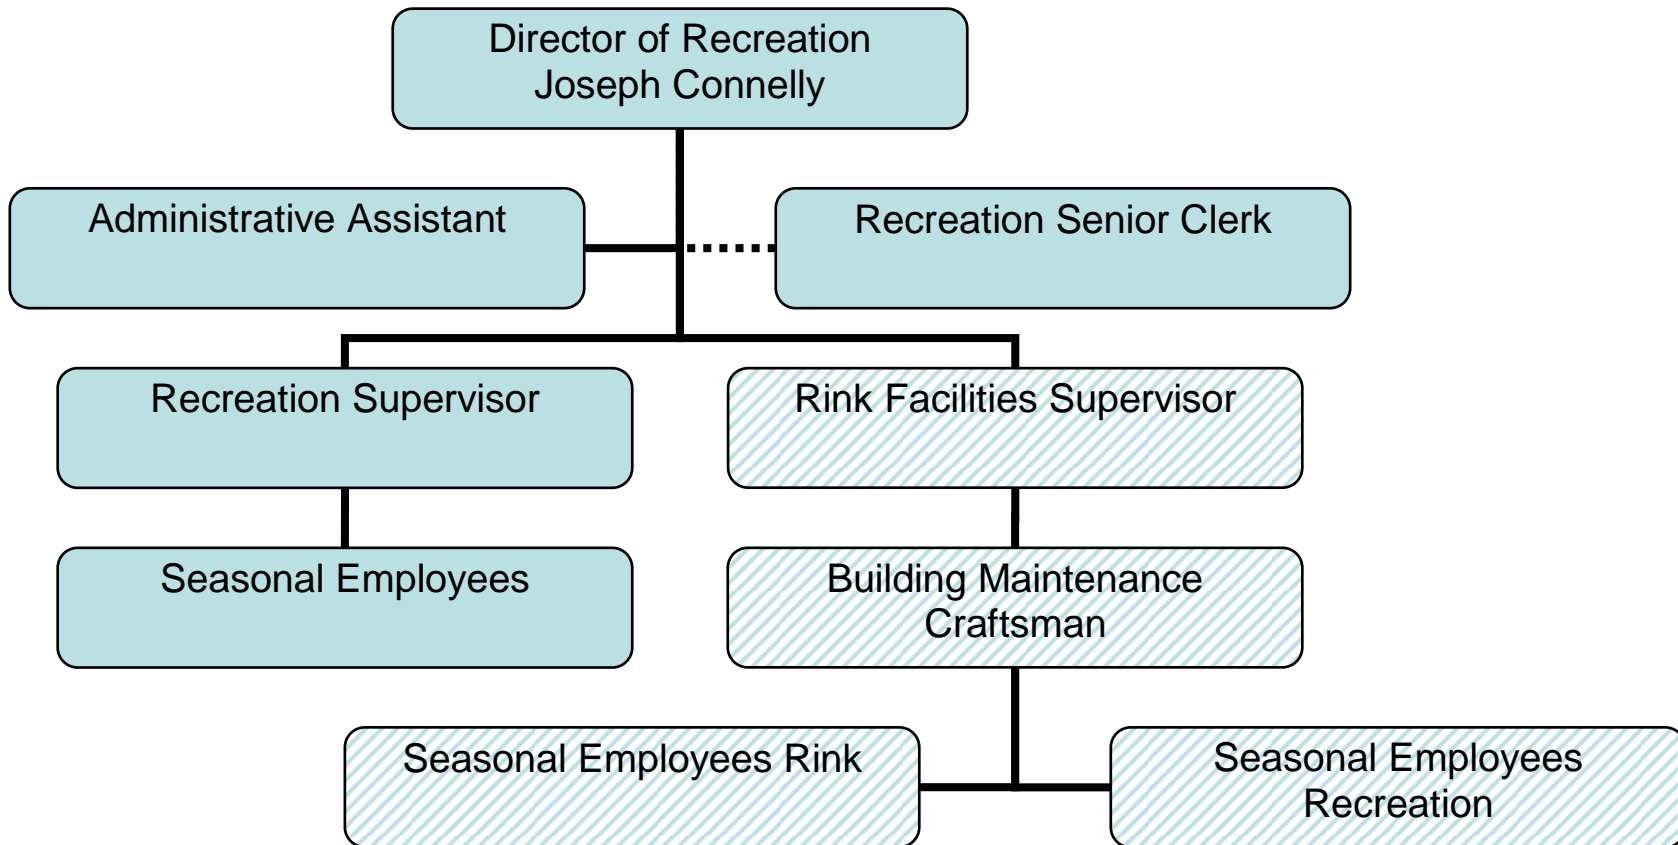 Director of Recreation
Joseph Connelly
Administrative Assistant
Recreation Senior Clerk
Recreation Supervisor
Rink Facilities Supervisor
Seasonal Employees
Building Maintenance
Craftsman
Seasonal Employees Rink
Seasonal Employees
Recreation